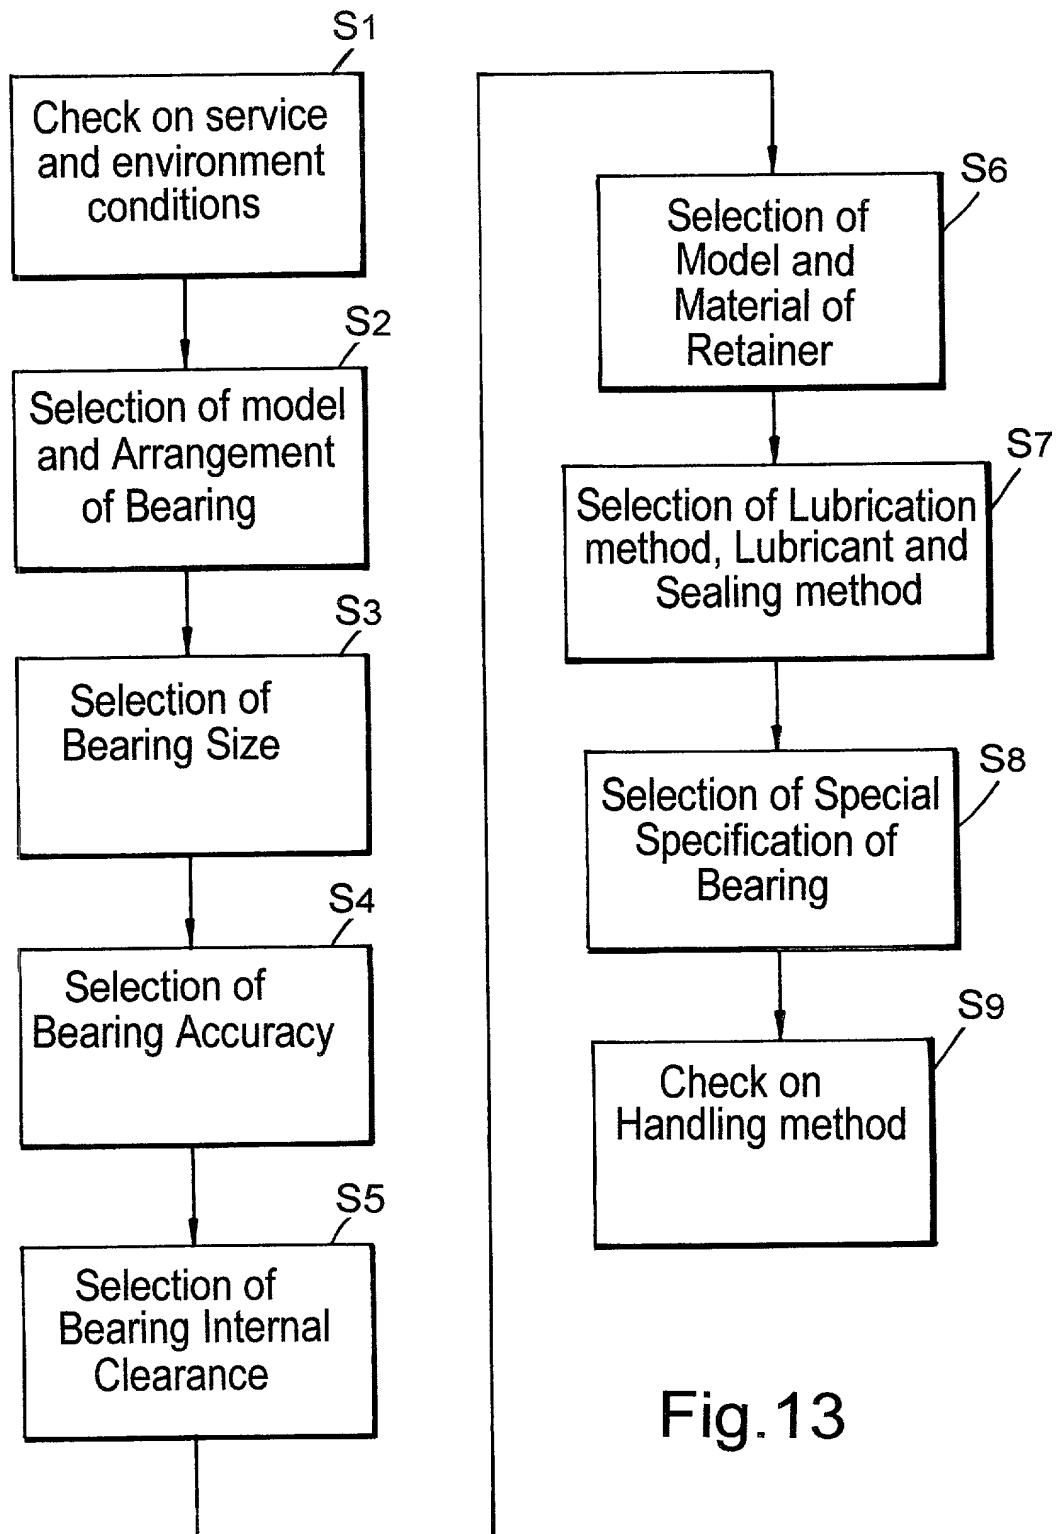 S1
Check on service
and environment
conditions
S2
Selection of model
and Arrangement
of Bearing
S3
Selection of
Bearing Size
S4
Selection of
Bearing Accuracy
S5
Selection of
Bearing Internal
Clearance
S6
Selection of
Model and
Material of
Retainer
S7
Selection of Lubrication
method, Lubricant and
Sealing method
S8
Selection of Special
Specification of
Bearing
S9
Check on
Handling method
Fig.13